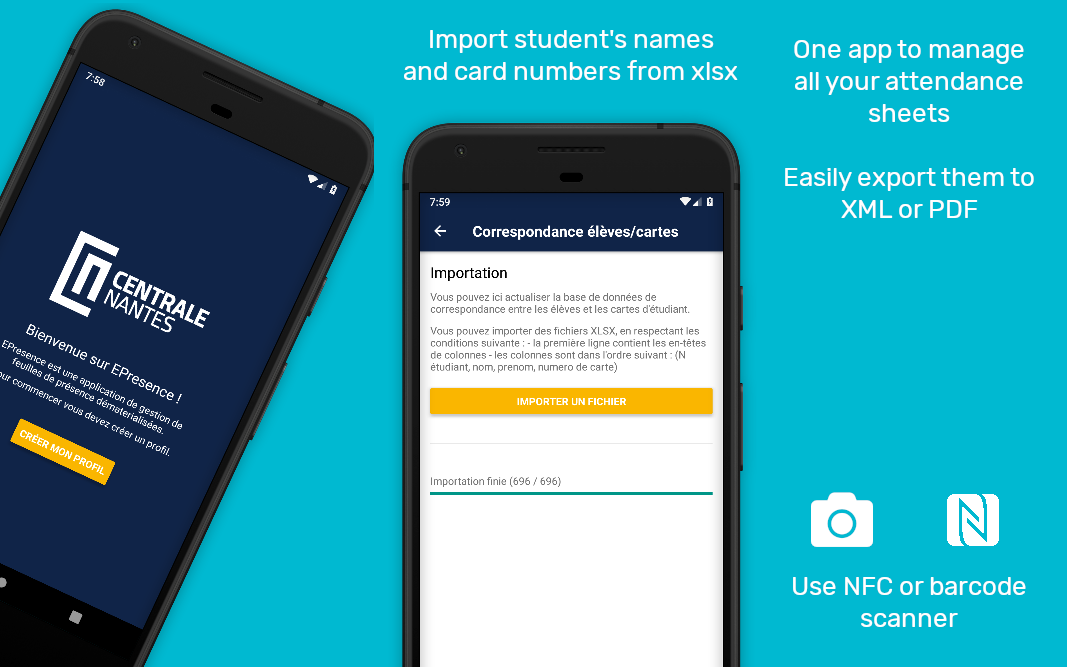 7:58
CENTRALE
NANTES
Bienvenue sur EPresence !
EPresence est une application de gestion de
feuilles de présence dématerialisées.
our commencer vous devez créer un profil.
CRÉER MON PROFIL
Import student's names
and card numbers from xlsx
7:59
Correspondance élèves/cartes
Importation
Vous pouvez ici actualiser la base de données de
correspondance entre les élèves et les cartes d'étudiant.
Vous pouvez importer des fichiers XLSX, en respectant les
conditions suivante : - la première ligne contient les en-têtes
de colonnes - les colonnes sont dans l'ordre suivant : (N
étudiant, nom, prenom, numero de carte)
IMPORTER UN FICHIER
Importation finie (696 / 696)
One app to manage
all your attendance
sheets
Easily export them to
XML or PDF
Use NFC or barcode
scanner